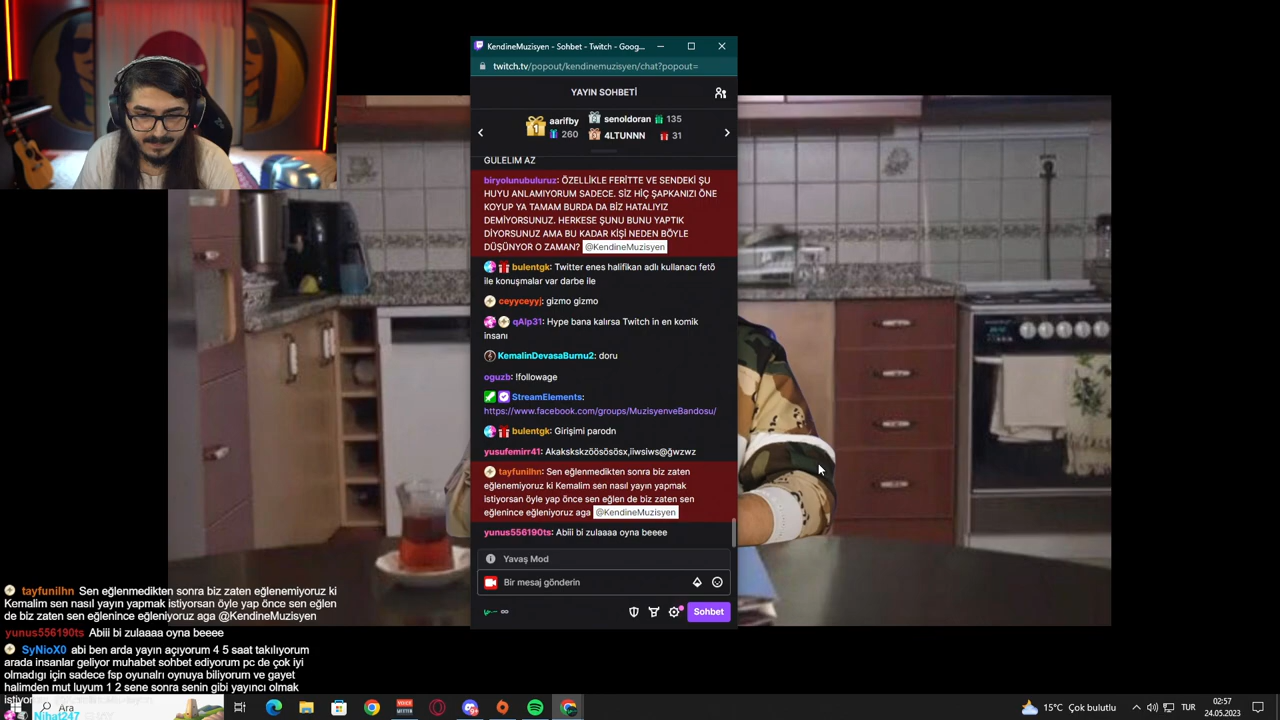 KendineMuzisyen - Sohbet - Twitch - Goog...
twitch.tv/popout/kendinemuzisyen/chat?popout=
YAYIN SOHBETİ
1 aarifby 260
senoldoran 135
4LTUNNN 31
GULELIM AZ
biryolunubuluruz: ÖZELLİKLE FERİTTE VE SENDEKİ ŞU
HUYU ANLAMIYORUM SADECE. SİZ HİÇ ŞAPKANIZI ÖNE
KOYUP YA TAMAM BURDA DA BİZ HATALIYIZ
DEMİYORSUNUZ. HERKESE ŞUNU BUNU YAPTIK
DİYORSUNUZ AMA BU KADAR KİŞİ NEDEN BÖYLE
DÜŞÜNYOR O ZAMAN? @KendineMuzisyen
bulentgk: Twitter enes halifikan adlı kullanacı fetö
ile konuşmalar var darbe ile
ceyyceyyj: gizmo gizmo
qAlp31: Hype bana kalırsa Twitch in en komik
insanı
KemalinDevasaBurnu2: doru
oguzb: !followage
StreamElements:
https://www.facebook.com/groups/MuzisyenveBandosu/
bulentgk: Girişimi parodn
yusufemirr41: Akakskskzöösösösx,iiwsiws@ğwzwz
tayfunilhn: Sen eğlenmedikten sonra biz zaten
eğlenemiyoruz ki Kemalim sen nasıl yayın yapmak
istiyorsan öyle yap önce sen eğlen de biz zaten sen
eğlenince eğleniyoruz aga @KendineMuzisyen
yunus556190ts: Abiii bi zulaaaa oyna beeee
Yavaş Mod
Bir mesaj gönderin
Sohbet
tayfunilhn Sen eğlenmedikten sonra biz zaten eğlenemiyoruz ki
Kemalim sen nasıl yayın yapmak istiyorsan öyle yap önce sen eğlen
de biz zaten sen eğlenince eğleniyoruz aga @KendineMuzisyen
yunus556190ts Abiii bi zulaaaa oyna beeee
SyNioX0 abi ben arda yayın açıyorum 4 5 saat takılıyorum
arada insanlar geliyor muhabet sohbet ediyorum pc de çok iyi
olmadıgı için sadece fsp oyunalrı oynuya biliyorum ve gayet
halimden mut luyum 1 2 sene sonra senin gibi yayıncı olmak
Ara
Nihat247
VOICE
15°C Çok bulutlu
TUR
02:57
24.05.2023